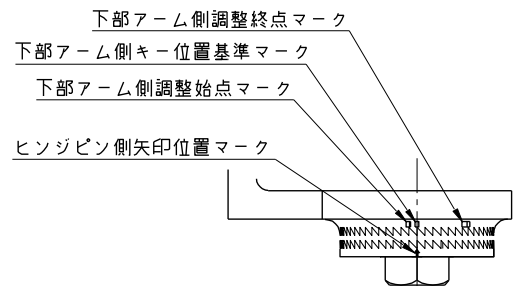 下部アーム側調整終点マーク
下部アーム側キー位置基準マーク
下部アーム側調整始点マーク
ヒンジピン側矢印位置マーク